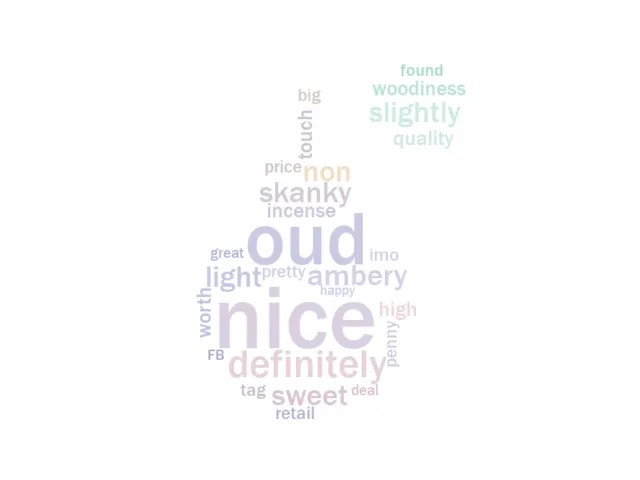 found
woodiness
slightly
quality
big
touch
price non
skanky
incense
oud
great imo
light pretty ambery
happy
worth nice high
penny
FB definitely
tag sweet deal
retail